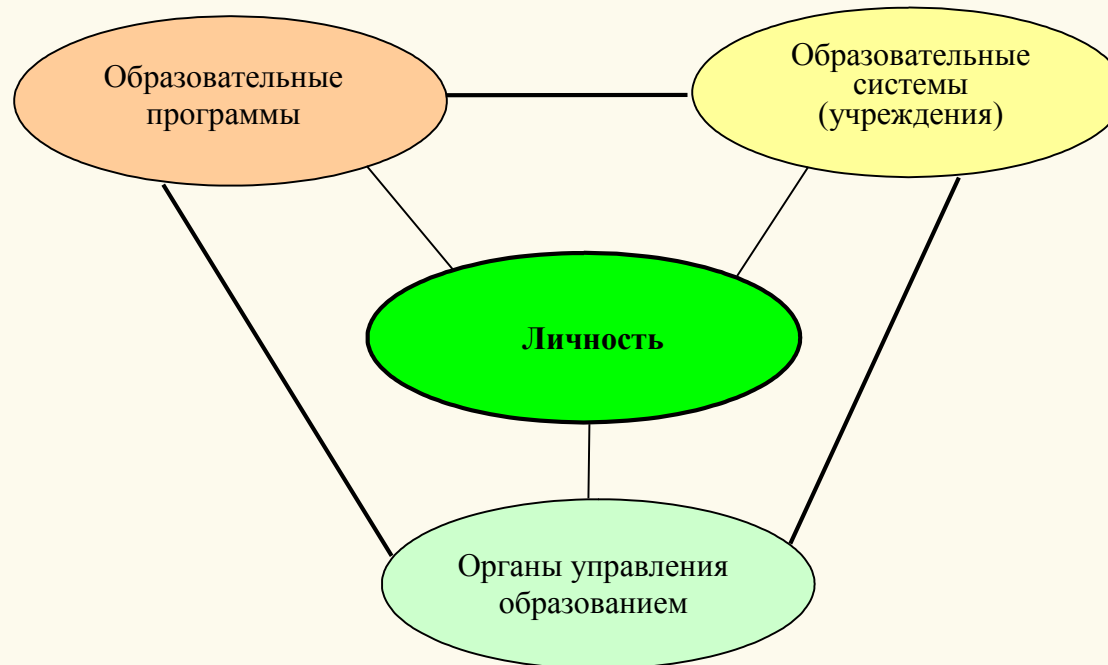 Образовательные
программы
Образовательные
системы
(учреждения)
Личность
Органы управления
образованием